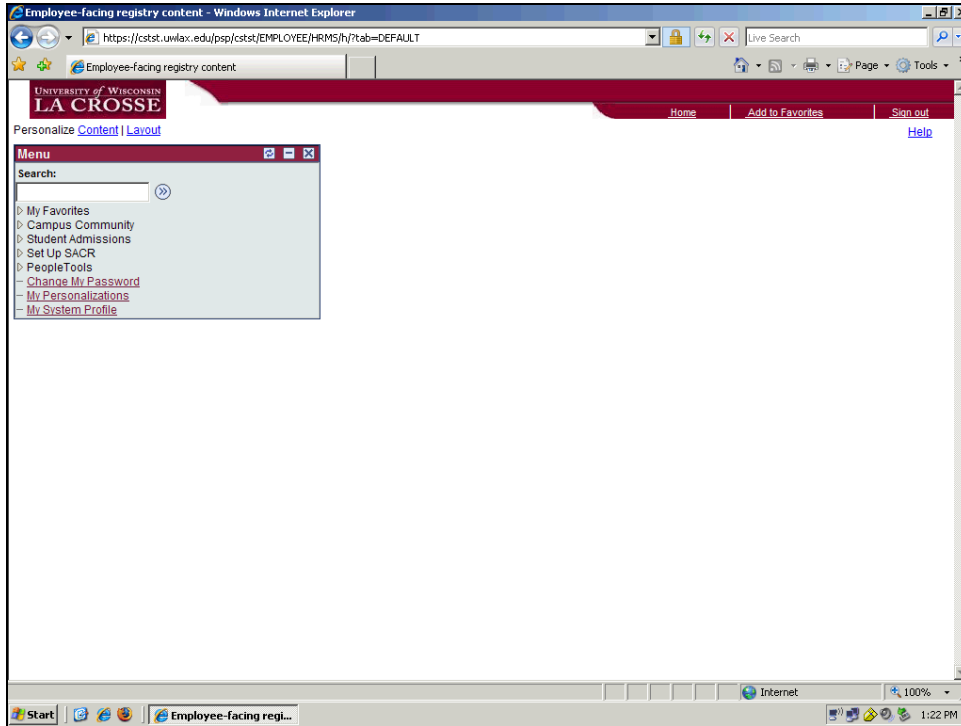 Employee-facing registry content - Windows Internet Explorer
https://cstst.uwlax.edu/psp/cstst/EMPLOYEE/HRMS/h/?tab=DEFAULT
Live Search
Employee-facing registry content
Page
Tools
UNIVERSITY of WISCONSIN
LA CROSSE
Home
Add to Favorites
Sign out
Personalize Content | Layout
Help
Menu
Search:
My Favorites
Campus Community
Student Admissions
Set Up SACR
PeopleTools
Change My Password
My Personalizations
My System Profile
Internet
100%
Start
Employee-facing regi...
1:22 PM